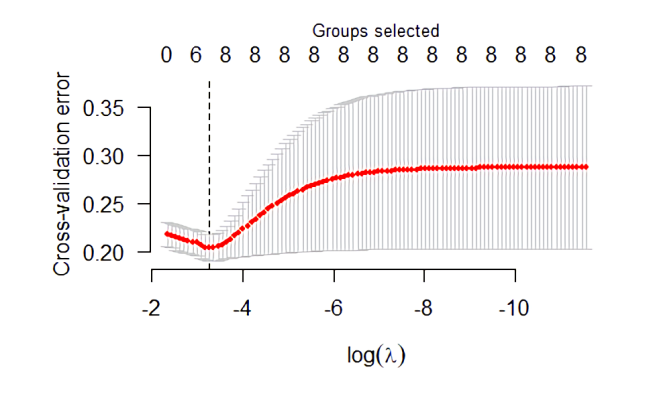 Groups selected
0 6 8 8 8 8 8 8 8 8 8 8 8 8 8
Cross-validation error
0.35
0.30
0.25
0.20
-2 -4 -6 -8 -10
log(λ)